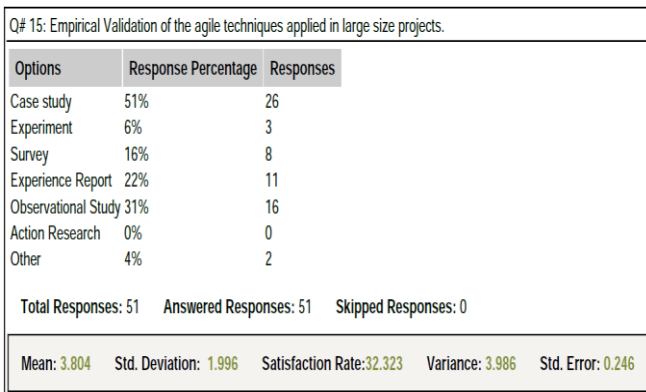 Q# 15: Empirical Validation of the agile techniques applied in large size projects.
Options Response Percentage Responses
Case study 51% 26
Experiment 6% 3
Survey 16% 8
Experience Report 22% 11
Observational Study 31% 16
Action Research 0% 0
Other 4% 2
Total Responses: 51 Answered Responses: 51 Skipped Responses: 0
Mean: 3.804 Std. Deviation: 1.996 Satisfaction Rate:32.323 Variance: 3.986 Std. Error: 0.246